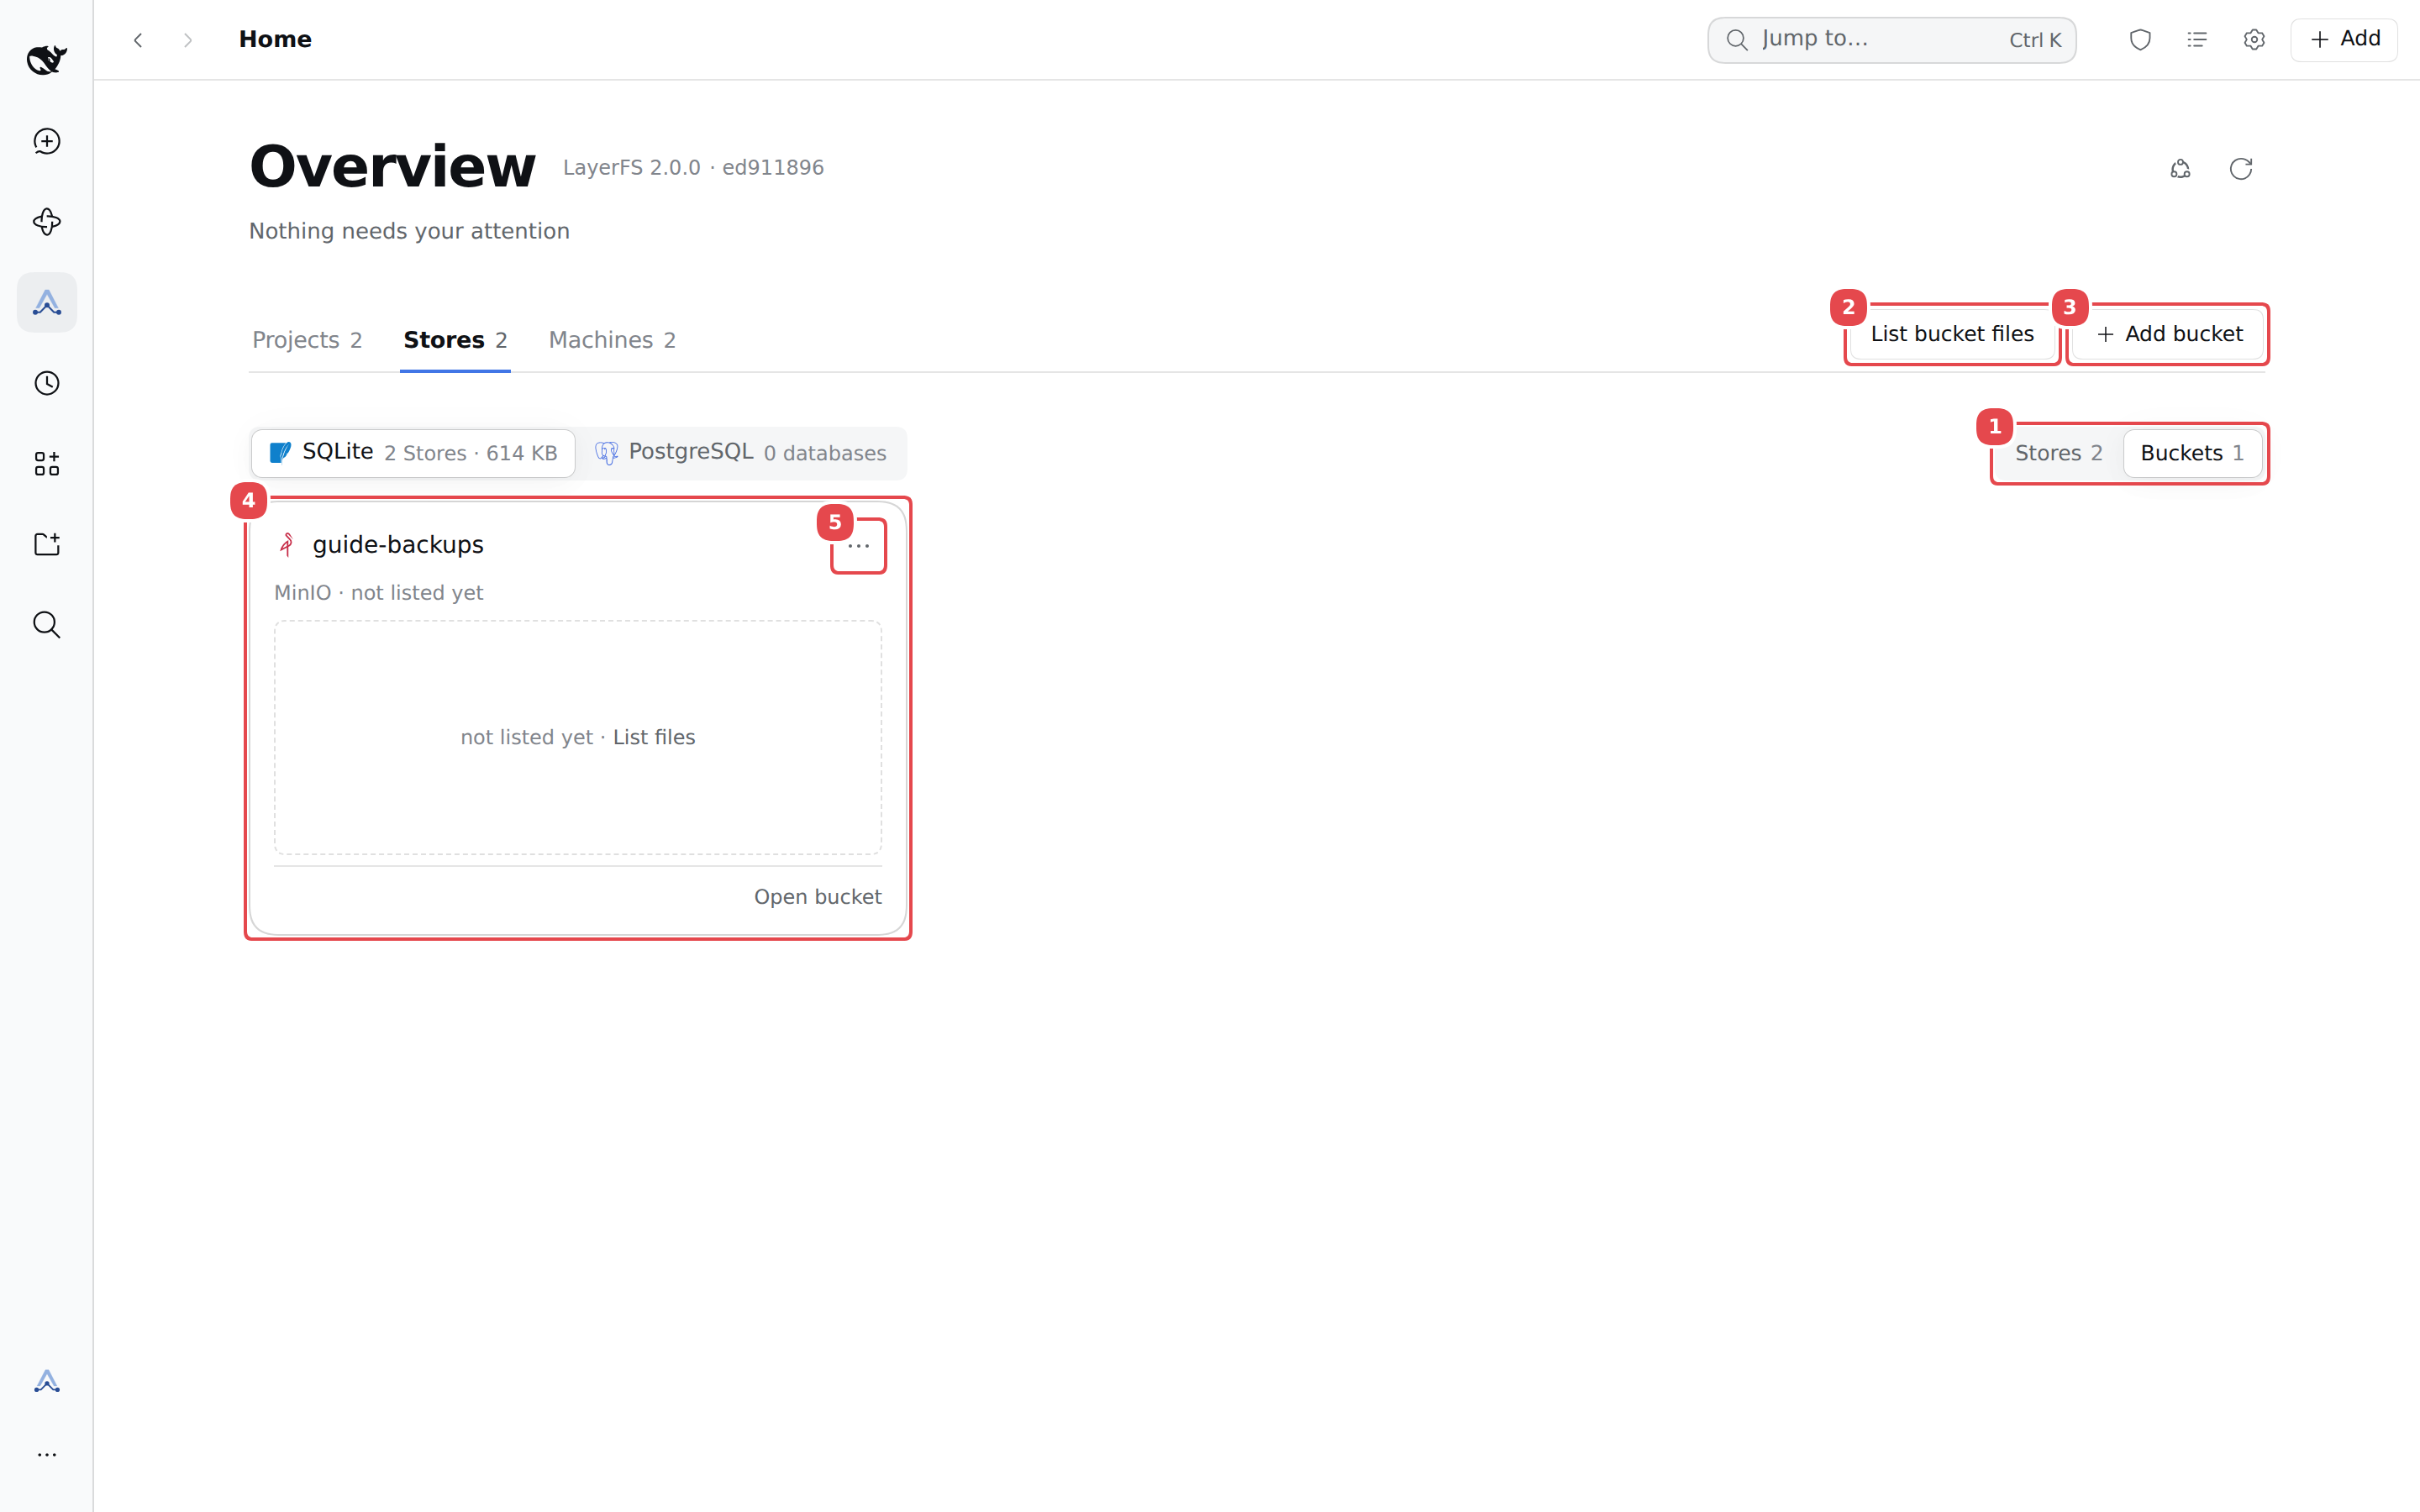 Home
Jump to...
Ctrl K
Add
Overview
LayerFS 2.0.0 · ed911896
Nothing needs your attention
Projects 2
Stores 2
Machines 2
2
List bucket files
3
Add bucket
SQLite 2 Stores · 614 KB
PostgreSQL 0 databases
1
Stores 2
Buckets 1
4
5
guide-backups
MinIO · not listed yet
not listed yet · List files
Open bucket